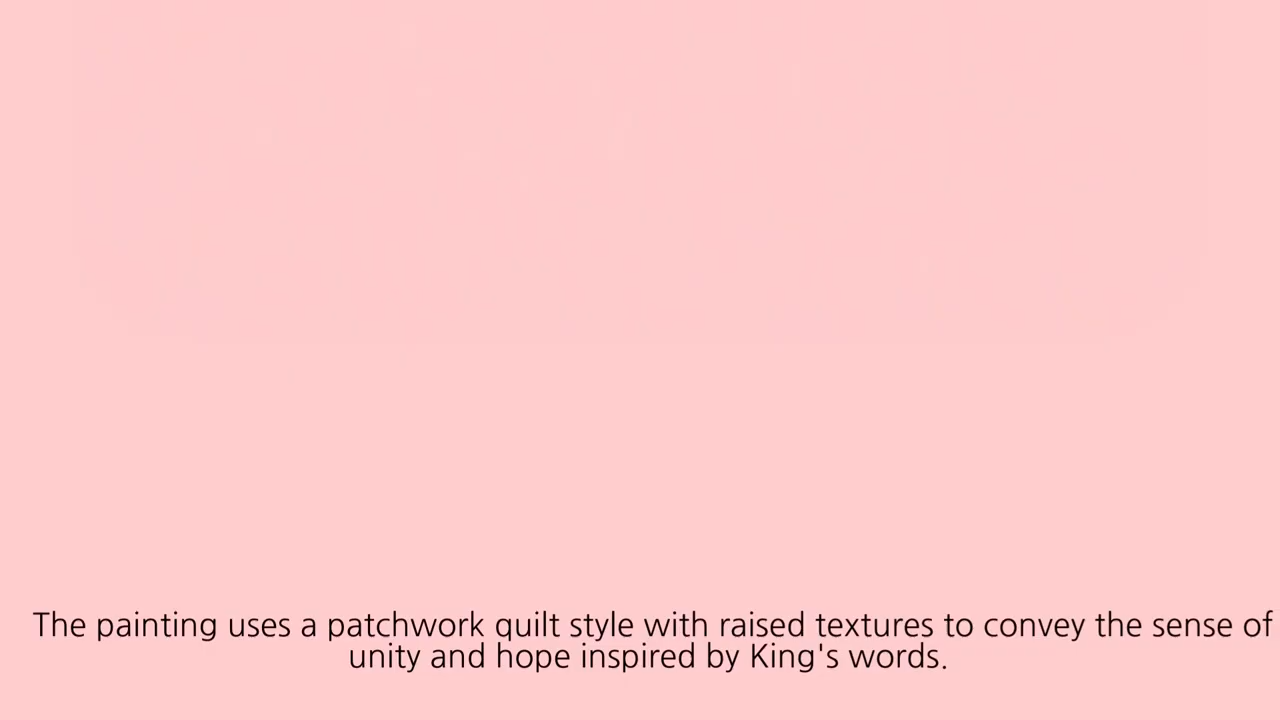 The painting uses a patchwork quilt style with raised textures to convey the sense of
unity and hope inspired by King's words.